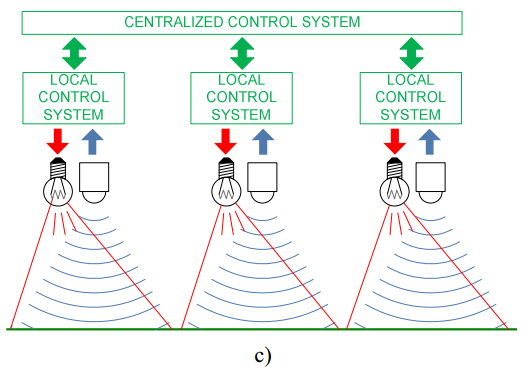 CENTRALIZED CONTROL SYSTEM
LOCAL
CONTROL
SYSTEM
LOCAL
CONTROL
SYSTEM
LOCAL
CONTROL
SYSTEM
c)